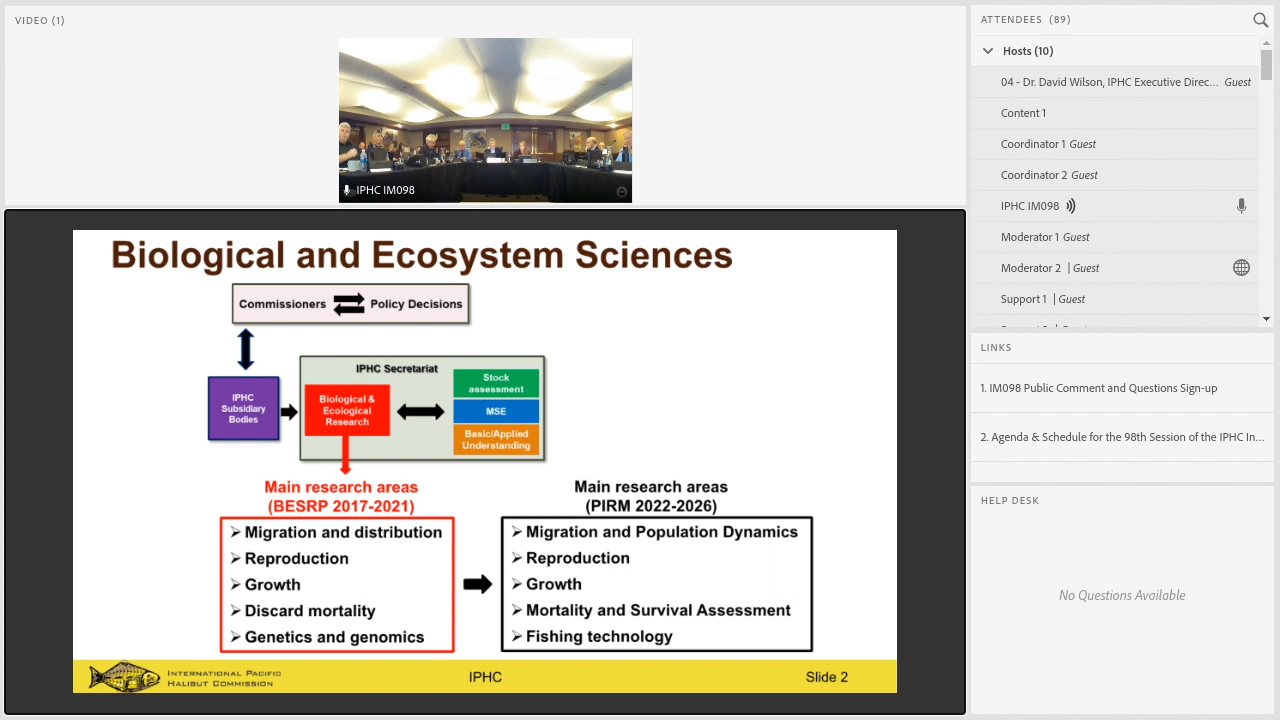 VIDEO (1)
IPHC IM098
Biological and Ecosystem Sciences
Commissioners Policy Decisions
IPHC
Subsidiary
Bodies
IPHC Secretariat
Biological &
Ecological
Research
Stock
assessment
MSE
Basic/Applied
Understanding
Main research areas
(BESRP 2017-2021)
➢ Migration and distribution
➢ Reproduction
➢ Growth
➢ Discard mortality
➢ Genetics and genomics
Main research areas
(PIRM 2022-2026)
➢ Migration and Population Dynamics
➢ Reproduction
➢ Growth
➢ Mortality and Survival Assessment
➢ Fishing technology
INTERNATIONAL PACIFIC
HALIBUT COMMISSION
IPHC
Slide 2
ATTENDEES (89)
Hosts (10)
04 - Dr. David Wilson, IPHC Executive Direc... Guest
Content 1
Coordinator 1 Guest
Coordinator 2 Guest
IPHC IM098
Moderator 1 Guest
Moderator 2 | Guest
Support 1 | Guest
LINKS
1. IM098 Public Comment and Questions Sign-up
2. Agenda & Schedule for the 98th Session of the IPHC In...
HELP DESK
No Questions Available